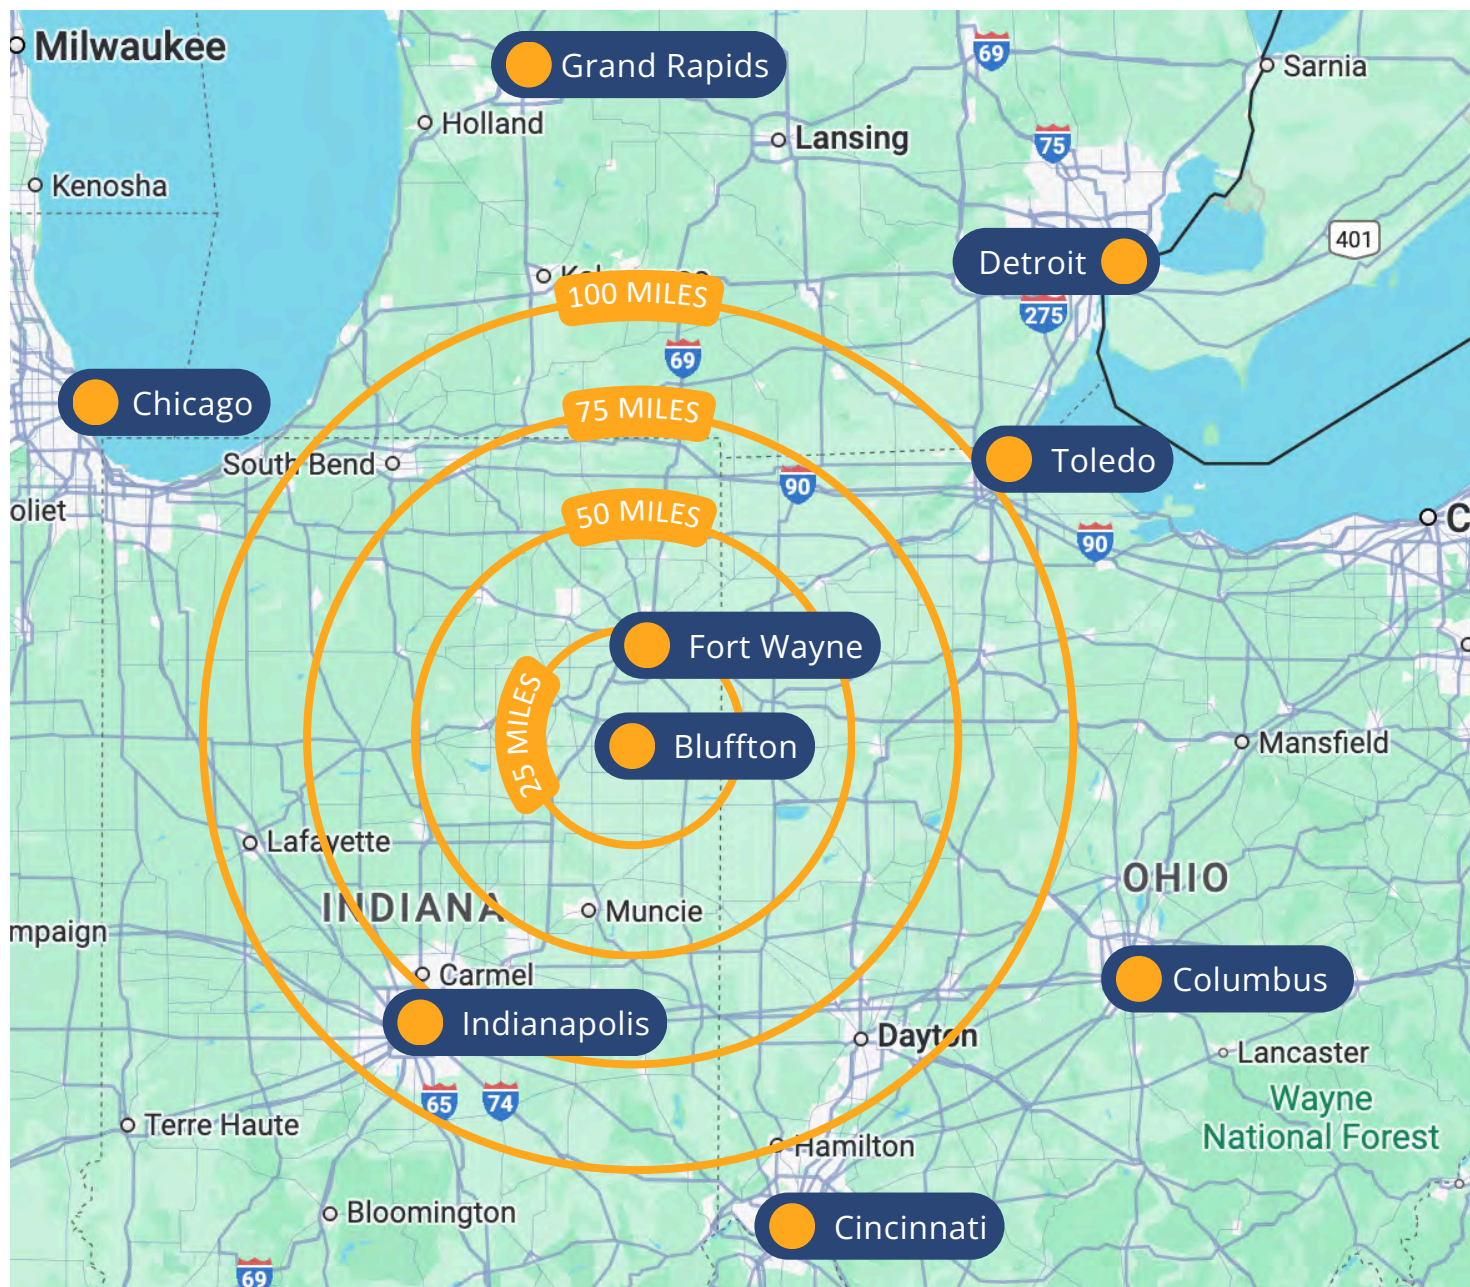 Milwaukee
Grand Rapids
69
Sarnia
Holland
Lansing
75
Kenosha
401
Detroit
100 MILES
275
69
Chicago
75 MILES
South Bend
Toledo
90
oliet
50 MILES
C
90
Fort Wayne
25 MILES
Bluffton
Mansfield
Lafayette
OHIO
INDIANA
Muncie
mpaign
Carmel
Columbus
Indianapolis
Dayton
Lancaster
65
74
Wayne
National Forest
Terre Haute
Hamilton
Bloomington
Cincinnati
69